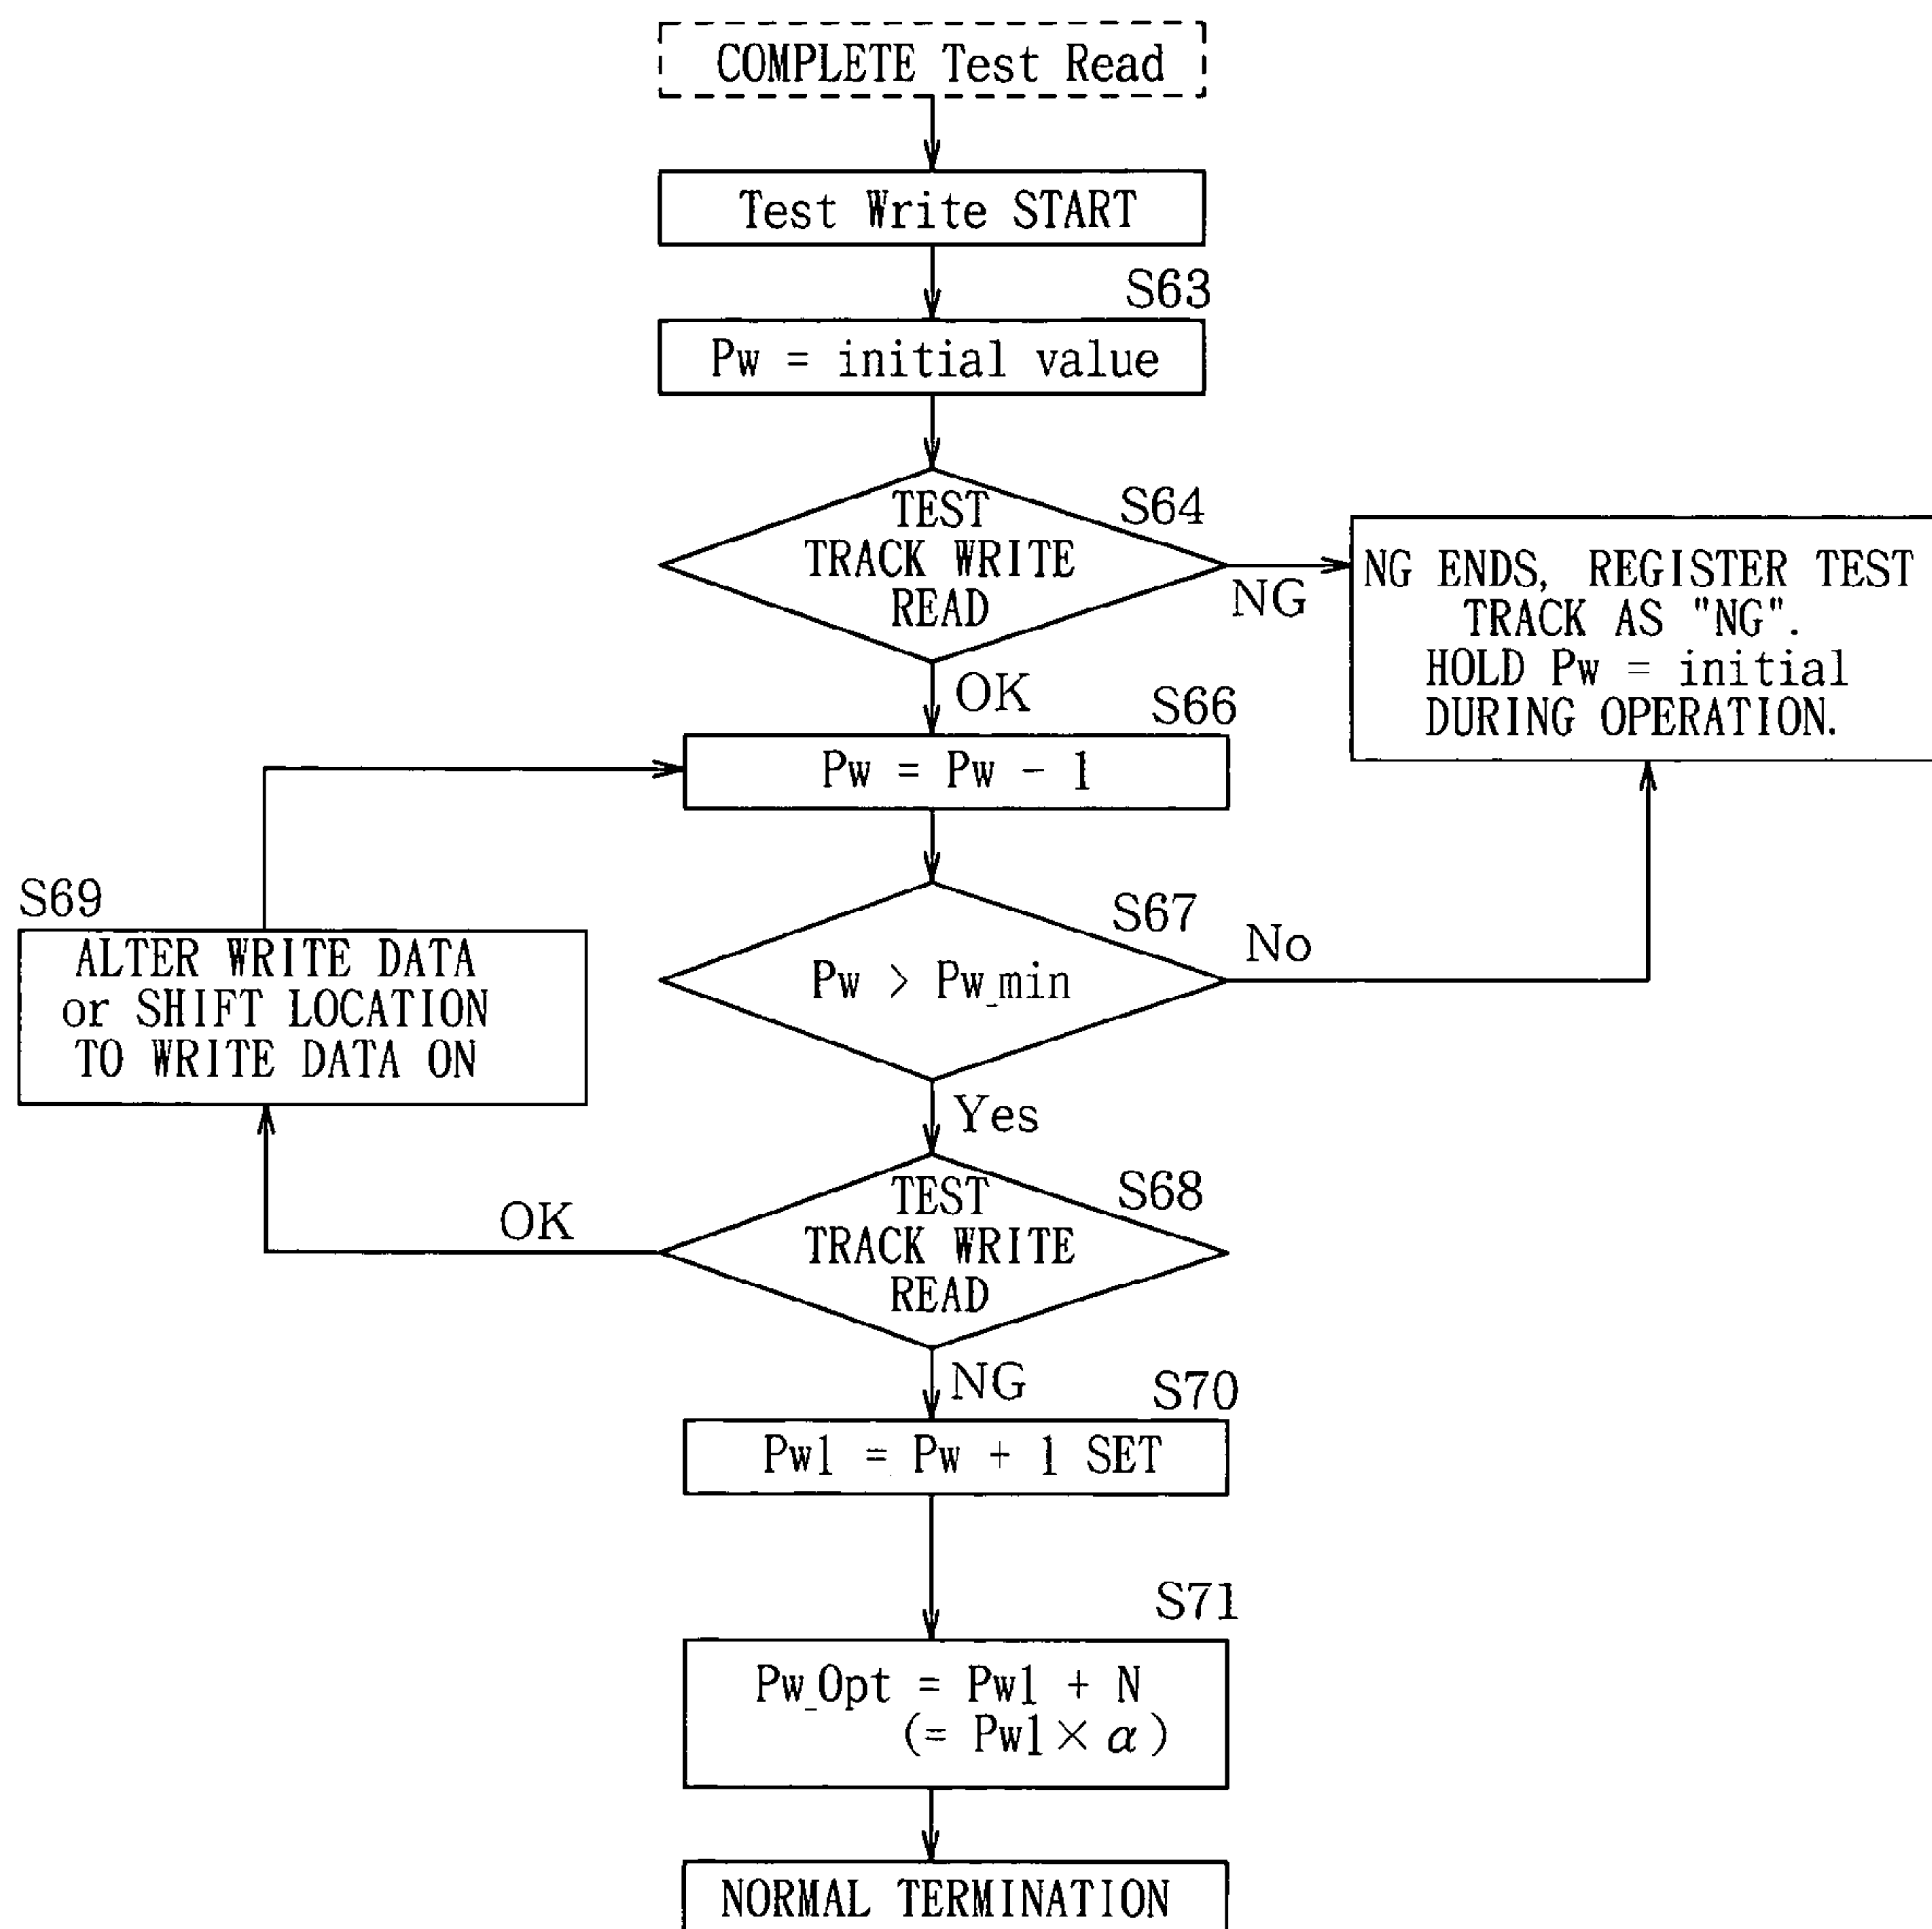 COMPLETE Test Read
Test Write START
S63
Pw = initial value
S64
TEST
TRACK WRITE
READ
NG
NG ENDS, REGISTER TEST
TRACK AS "NG".
HOLD Pw = initial
DURING OPERATION.
OK
S66
Pw = Pw - 1
S67
Pw > Pw_min
No
S69
ALTER WRITE DATA
or SHIFT LOCATION
TO WRITE DATA ON
Yes
S68
TEST
TRACK WRITE
READ
OK
NG
S70
Pw1 = Pw + 1 SET
S71
Pw_Opt = Pw1 + N
(= Pw1 × α)
NORMAL TERMINATION